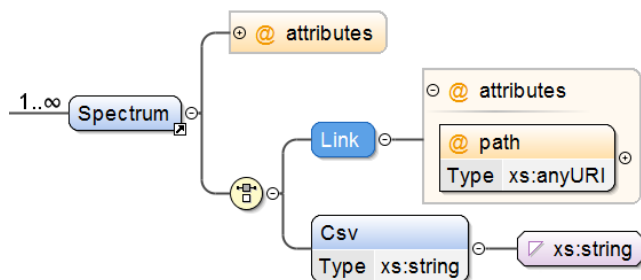 @ attributes
1..∞
Spectrum
Link
@ attributes
@ path
Type xs:anyURI
Csv
Type xs:string
xs:string